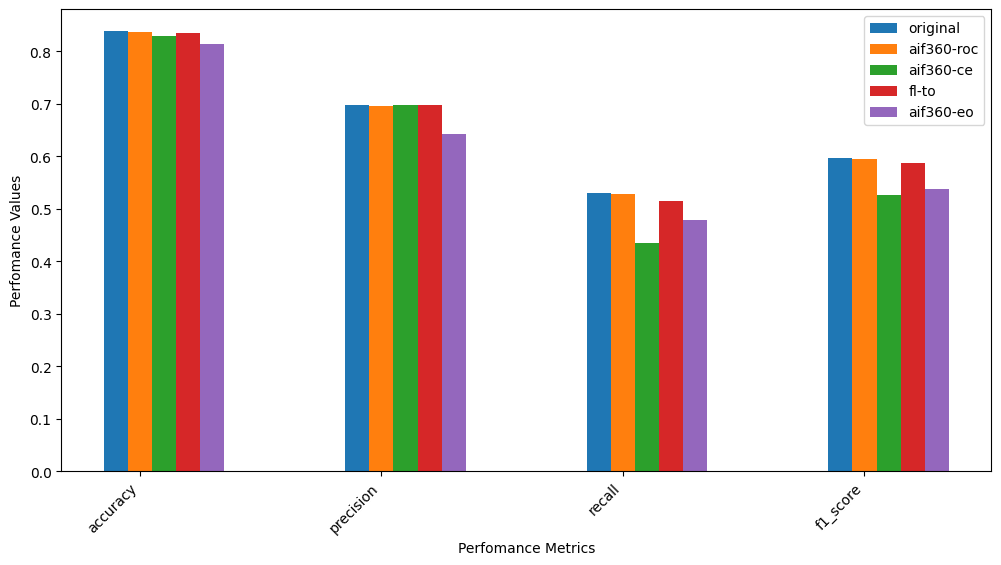 original
aif360-roc
aif360-ce
fl-to
aif360-eo
Perfomance Values
0.8
0.7
0.6
0.5
0.4
0.3
0.2
0.1
0.0
accuracy
precision
recall
f1_score
Perfomance Metrics